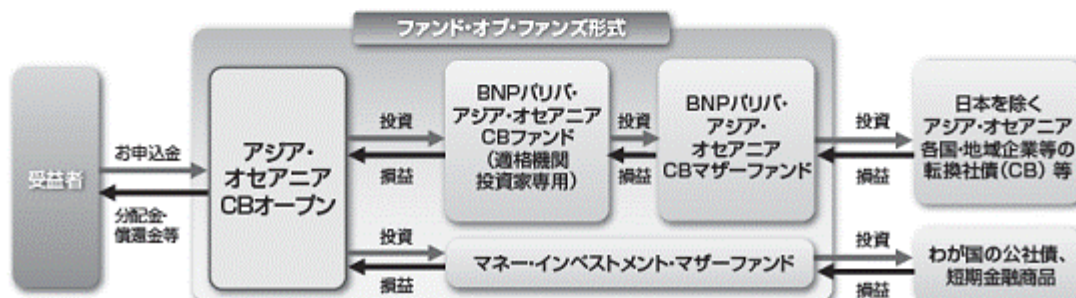 ファンド・オブ・ファンズ形式
受益者
お申込金
分配金・
償還金等
アジア・
オセアニア
CBオープン
投資
損益
BNPパリバ・
アジア・オセアニア
CBファンド
(適格機関
投資家専用)
投資
損益
BNPパリバ・
アジア・
オセアニア
CBマザーファンド
投資
損益
日本を除く
アジア・オセアニア
各国・地域企業等の
転換社債(CB)等
投資
損益
マネー・インベストメント・マザーファンド
投資
損益
わが国の公社債、
短期金融商品